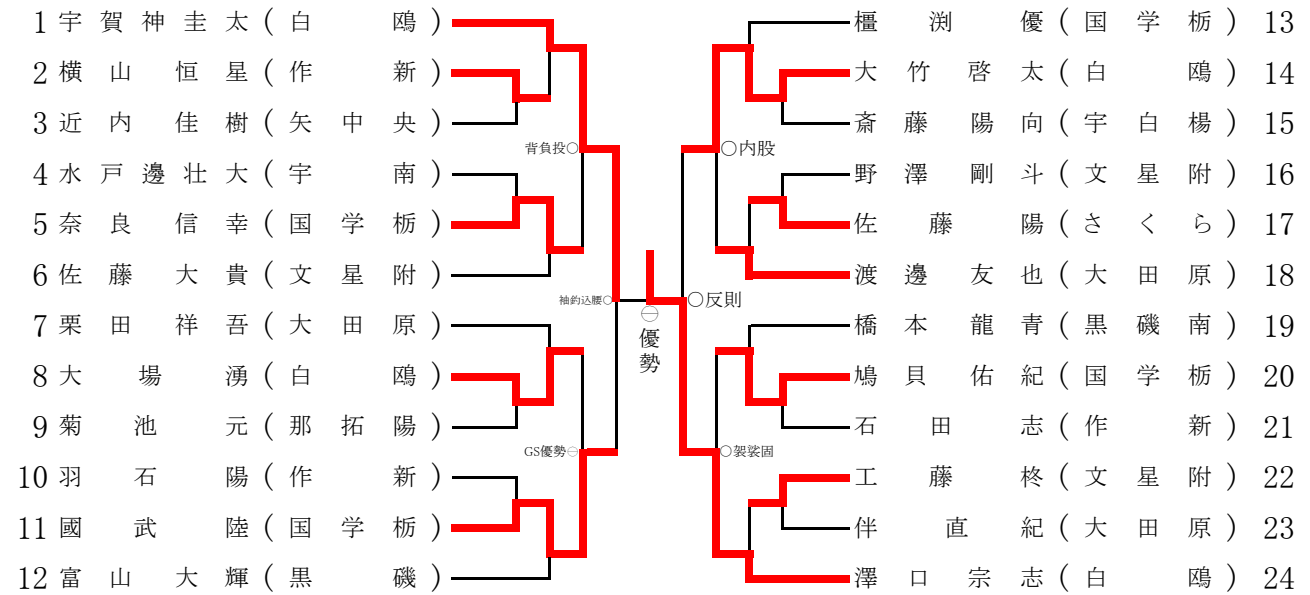 1 宇賀神圭太(白鴎)
2 横山恒星(作新)
3 近内佳樹(矢中央)
4 水戸邊壮大(宇南)
5 奈良信幸(国学栃)
6 佐藤大貴(文星附)
7 栗田祥吾(大田原)
8 大場湧(白鴎)
9 菊池元(那拓陽)
10 羽石陽(作新)
11 國武陸(国学栃)
12 富山大輝(黒磯)
背負投○
袖釣込腰○
GS優勢㊀
㊀優勢
○内股
○反則
○袈裟固
橿渕優(国学栃) 13
大竹啓太(白鴎) 14
斎藤陽向(宇白楊) 15
野澤剛斗(文星附) 16
佐藤陽(さくら) 17
渡邊友也(大田原) 18
橋本龍青(黒磯南) 19
鳩貝佑紀(国学栃) 20
石田志(作新) 21
工藤柊(文星附) 22
伴直紀(大田原) 23
澤口宗志(白鴎) 24